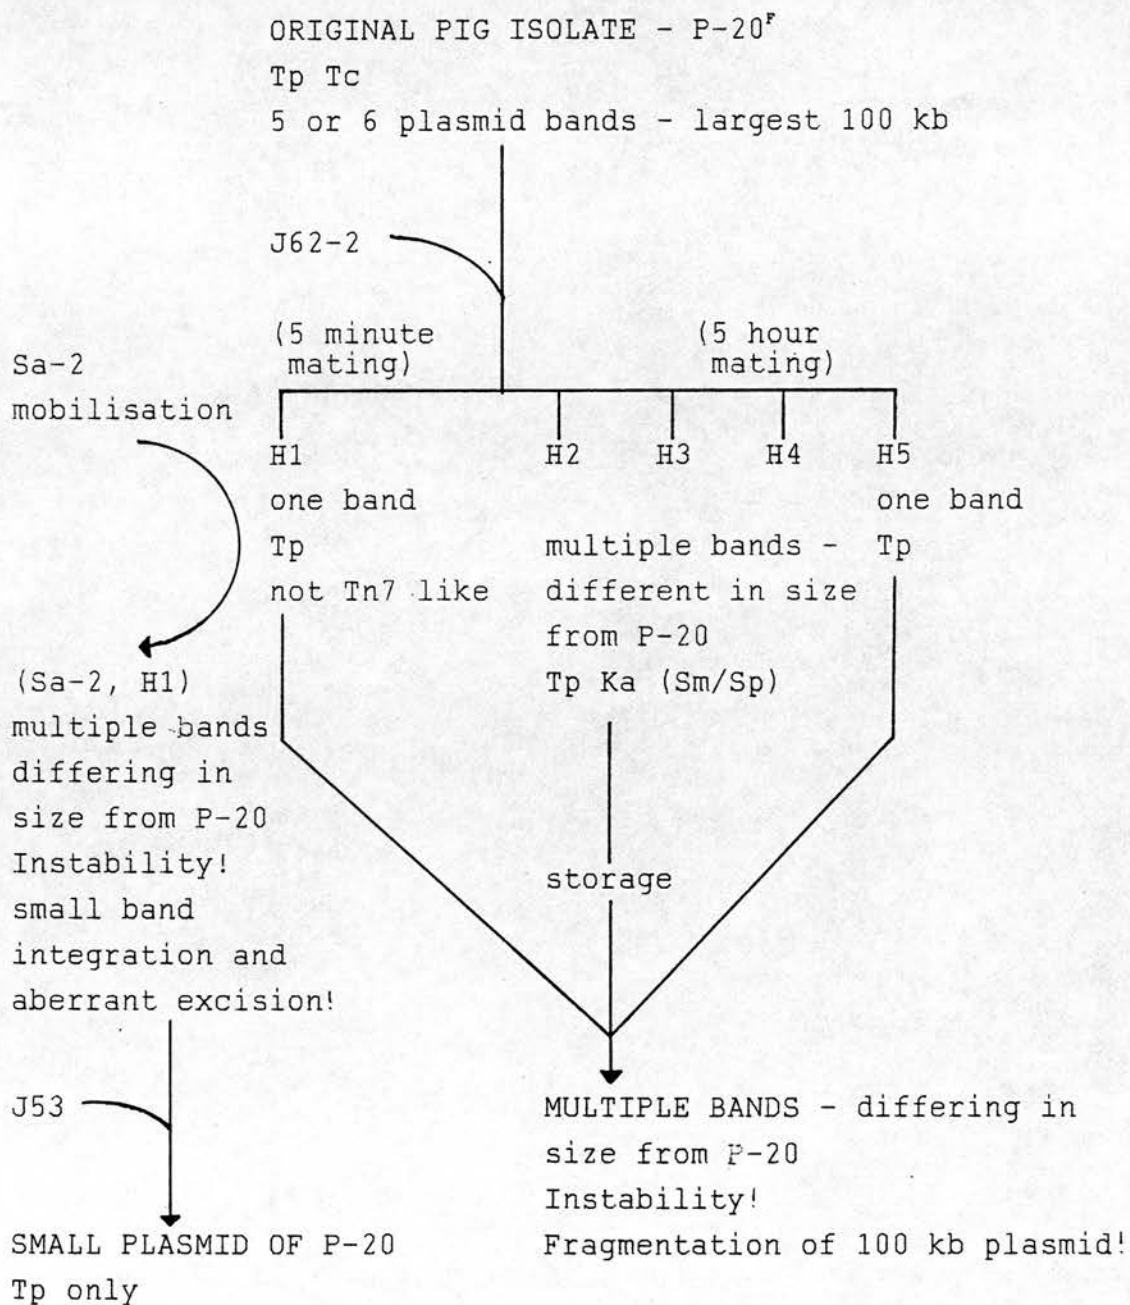 ORIGINAL PIG ISOLATE - P-20F
Tp Tc
5 or 6 plasmid bands - largest 100 kb
J62-2
(5 minute
mating)
(5 hour
mating)
Sa-2
mobilisation
H1
one band
Tp
not Tn7 like
H2 H3 H4 H5
multiple bands -
different in size
from P-20
Tp Ka (Sm/Sp)
one band
Tp
(Sa-2, H1)
multiple bands
differing in
size from P-20
Instability!
small band
integration and
aberrant excision!
storage
J53
SMALL PLASMID OF P-20
Tp only
MULTIPLE BANDS - differing in
size from P-20
Instability!
Fragmentation of 100 kb plasmid!